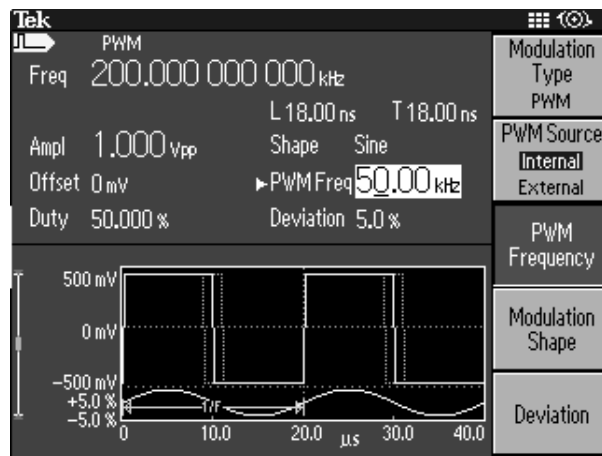 Tek
PWM
Freq 200.000 000 000 kHz
L 18.00 ns T 18.00 ns
Ampl 1.000 Vpp
Shape Sine
Offset 0 mV
►PWM Freq 50.00 kHz
Duty 50.000 %
Deviation 5.0 %
500 mV
0 mV
−500 mV
+5.0 %
−5.0 %
1/F
0 10.0 20.0 µs 30.0 40.0
Modulation
Type
PWM
PWM Source
Internal
External
PWM
Frequency
Modulation
Shape
Deviation